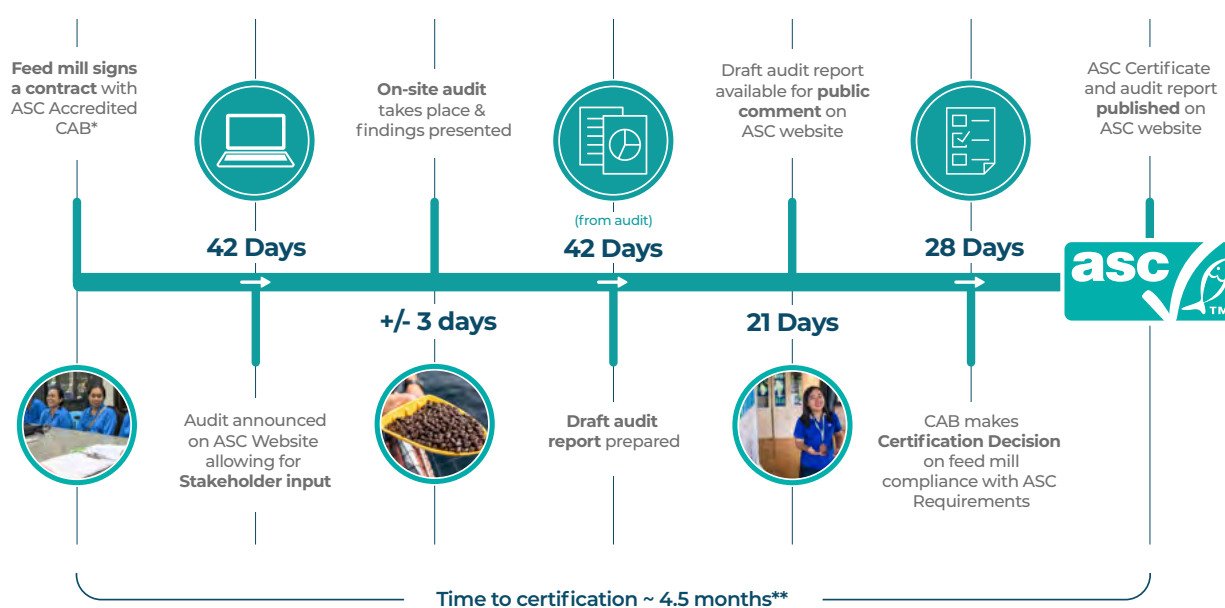 Feed mill signs
a contract with
ASC Accredited
CAB*
42 Days
Audit announced
on ASC Website
allowing for
Stakeholder input
On-site audit
takes place &
findings presented
+/- 3 days
(from audit)
42 Days
Draft audit
report prepared
Draft audit report
available for public
comment on
ASC website
21 Days
28 Days
CAB makes
Certification Decision
on feed mill
compliance with ASC
Requirements
ASC Certificate
and audit report
published on
ASC website
asc
TM
Time to certification ~ 4.5 months**